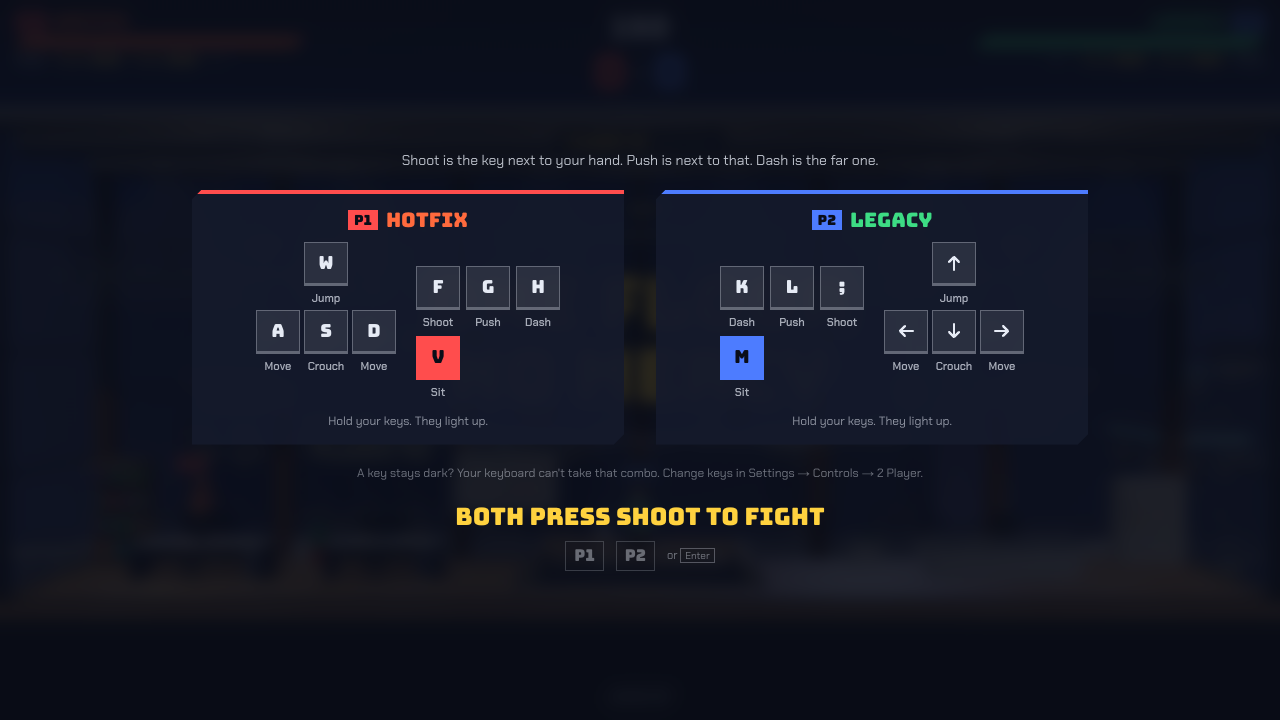 Shoot is the key next to your hand. Push is next to that. Dash is the far one.
P1 HOTFIX
W
Jump
F G H
Shoot Push Dash
A S D
Move Crouch Move
V
Sit
Hold your keys. They light up.
P2 LEGACY
↑
Jump
K L ;
Dash Push Shoot
← ↓ →
Move Crouch Move
M
Sit
Hold your keys. They light up.
A key stays dark? Your keyboard can't take that combo. Change keys in Settings → Controls → 2 Player.
BOTH PRESS SHOOT TO FIGHT
P1 P2 or Enter